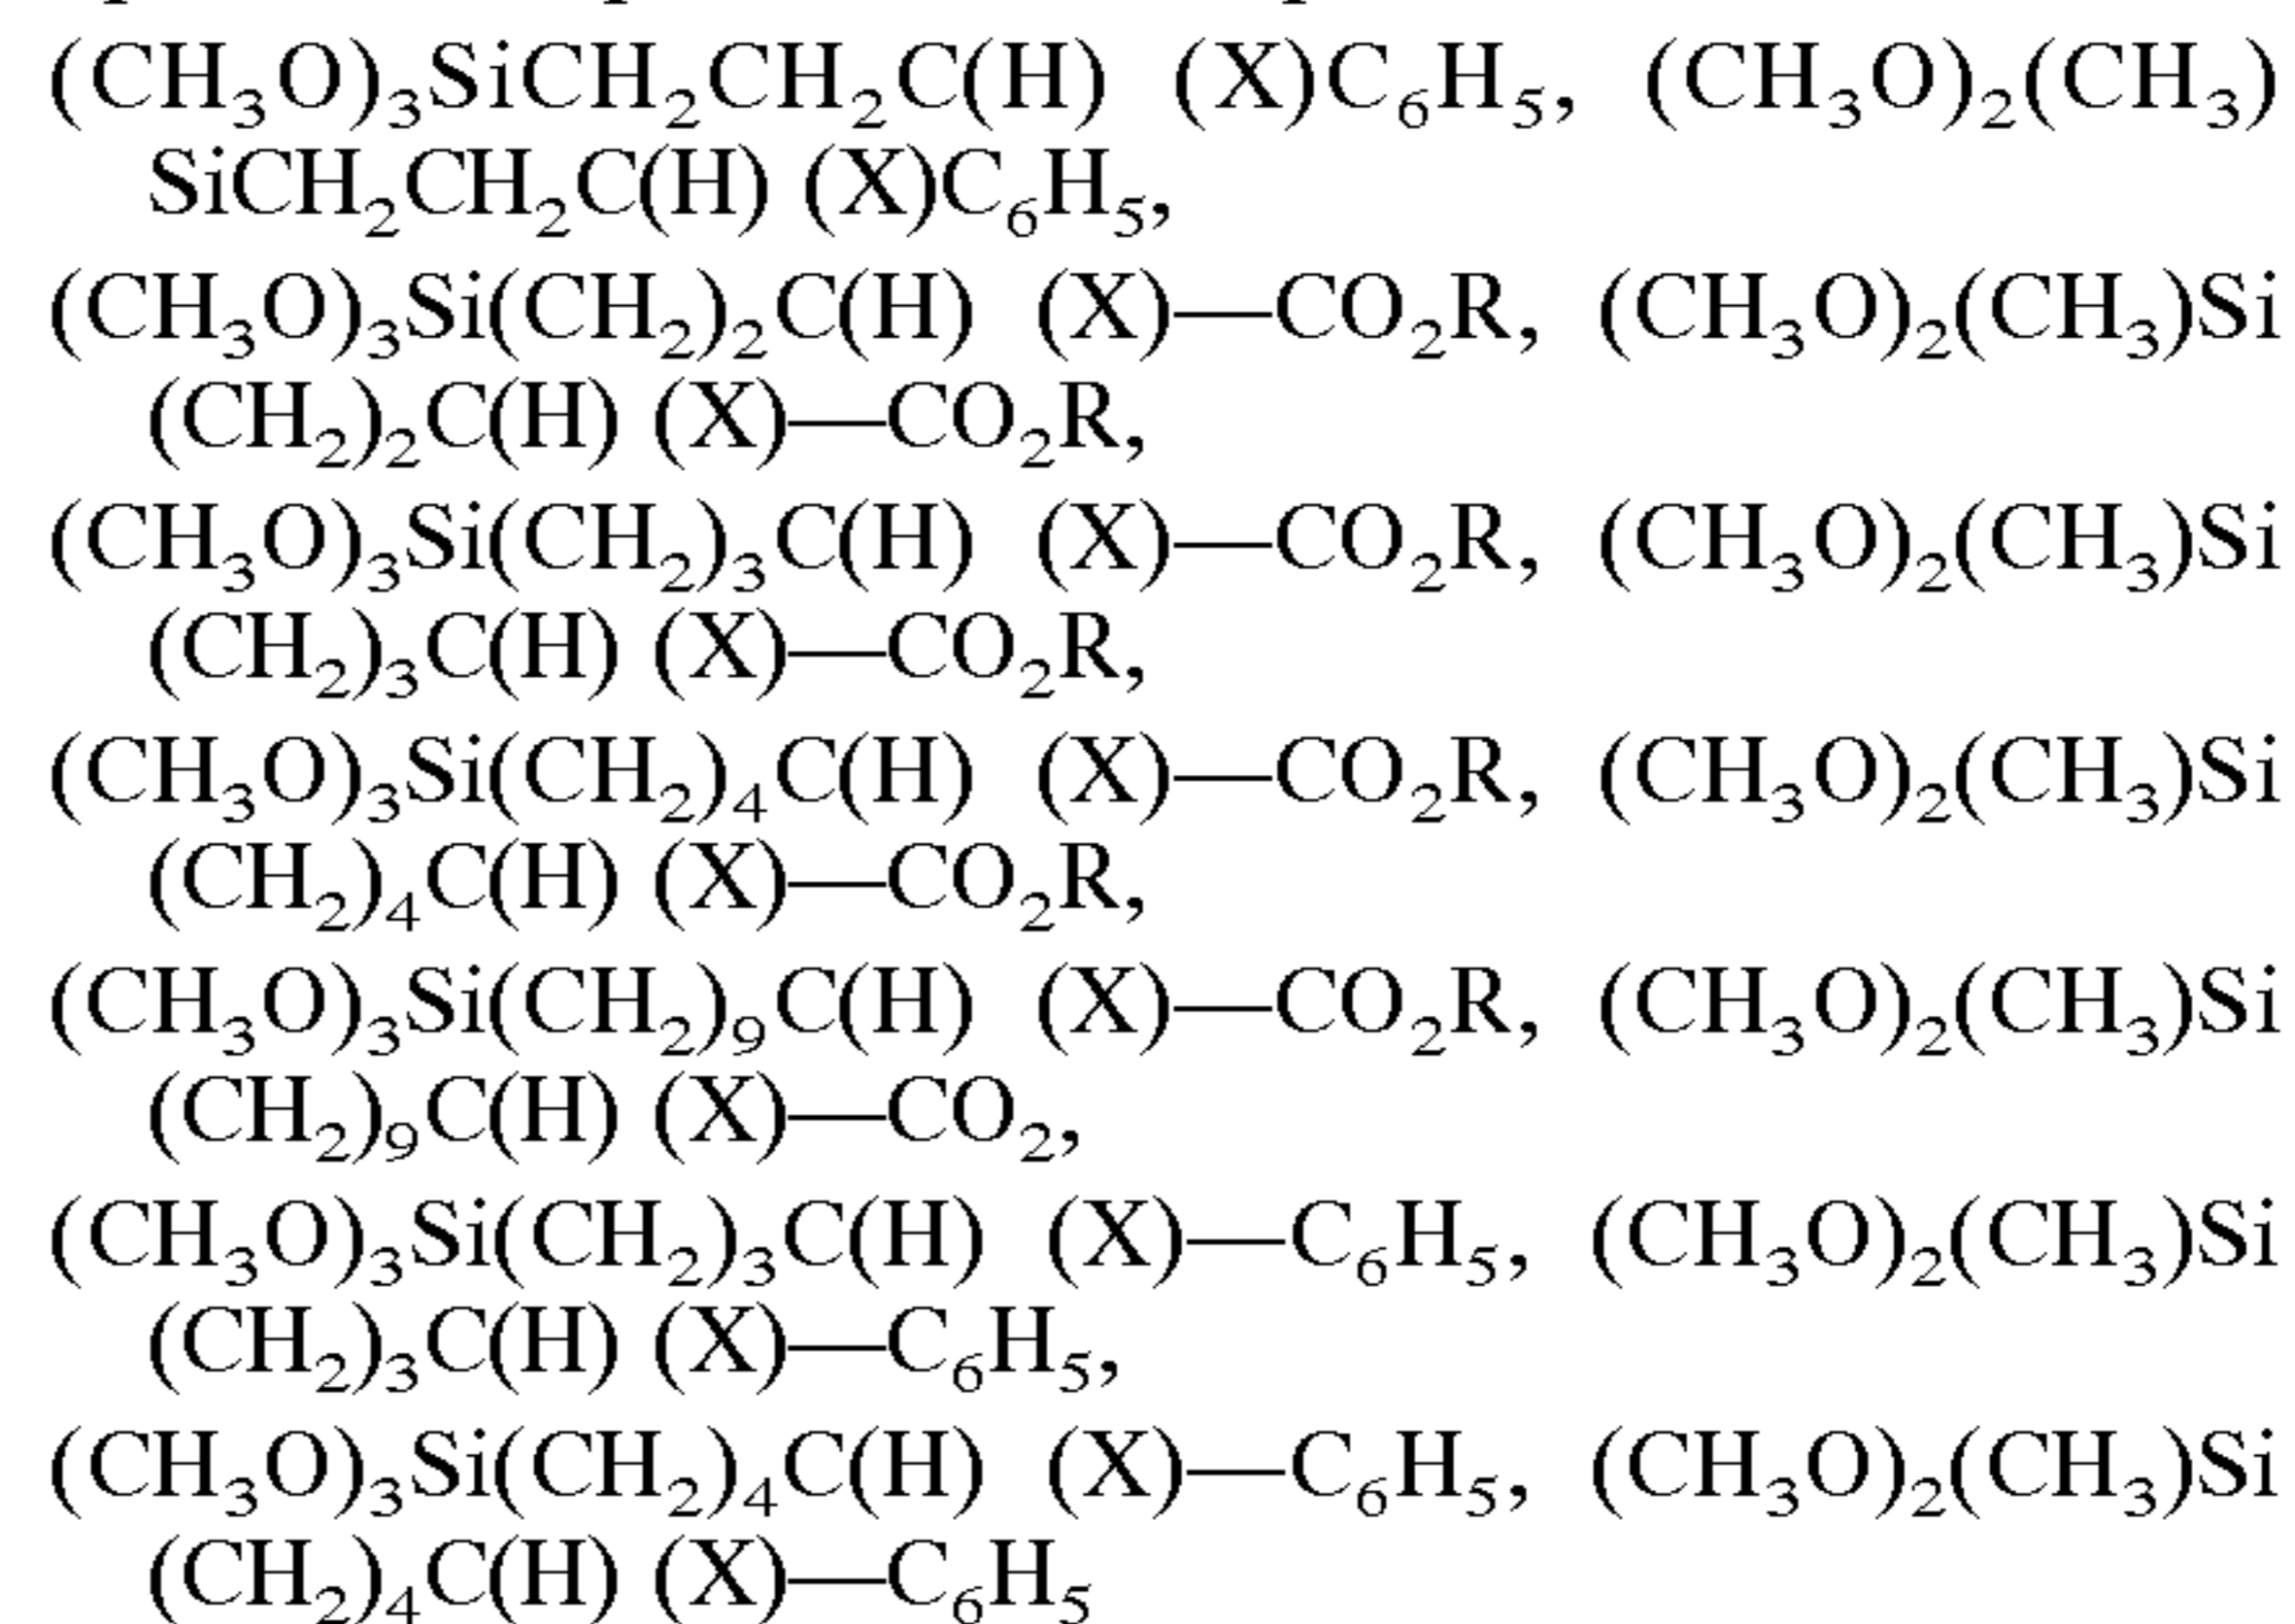 (CH₃O)₃SiCH₂CH₂C(H) (X)C₆H₅, (CH₃O)₂(CH₃)
SiCH₂CH₂C(H) (X)C₆H₅,
(CH₃O)₃Si(CH₂)₂C(H) (X)—CO₂R, (CH₃O)₂(CH₃)Si
(CH₂)₂C(H) (X)—CO₂R,
(CH₃O)₃Si(CH₂)₃C(H) (X)—CO₂R, (CH₃O)₂(CH₃)Si
(CH₂)₃C(H) (X)—CO₂R,
(CH₃O)₃Si(CH₂)₄C(H) (X)—CO₂R, (CH₃O)₂(CH₃)Si
(CH₂)₄C(H) (X)—CO₂R,
(CH₃O)₃Si(CH₂)₉C(H) (X)—CO₂R, (CH₃O)₂(CH₃)Si
(CH₂)₉C(H) (X)—CO₂,
(CH₃O)₃Si(CH₂)₃C(H) (X)—C₆H₅, (CH₃O)₂(CH₃)Si
(CH₂)₃C(H) (X)—C₆H₅,
(CH₃O)₃Si(CH₂)₄C(H) (X)—C₆H₅, (CH₃O)₂(CH₃)Si
(CH₂)₄C(H) (X)—C₆H₅